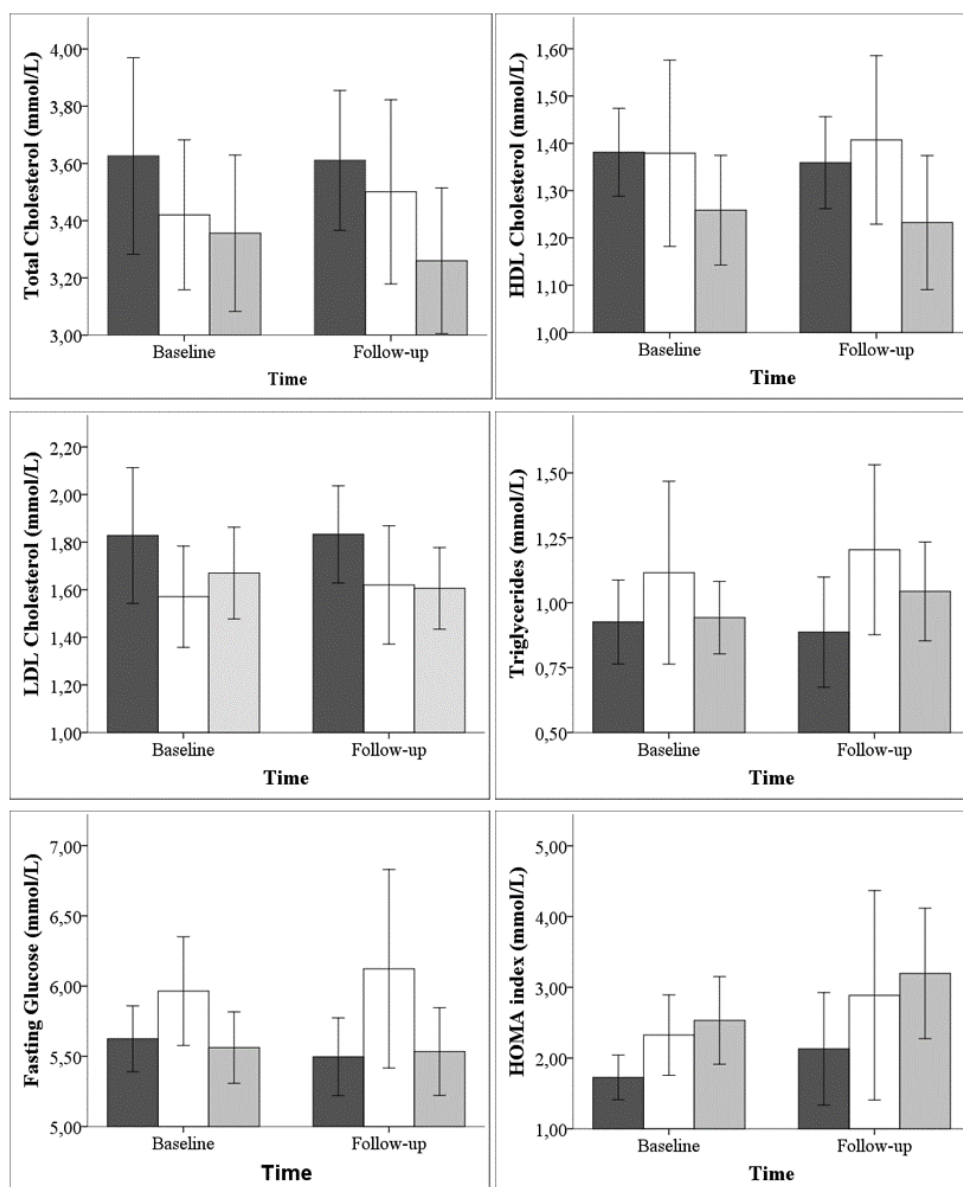 Total Cholesterol (mmol/L)
4,00
3,80
3,60
3,40
3,20
3,00
Baseline
Follow-up
Time
HDL Cholesterol (mmol/L)
1,60
1,50
1,40
1,30
1,20
1,10
1,00
Baseline
Follow-up
Time
LDL Cholesterol (mmol/L)
2,20
2,00
1,80
1,60
1,40
1,20
1,00
Baseline
Follow-up
Time
Triglycerides (mmol/L)
1,50
1,25
1,00
0,75
0,50
Baseline
Follow-up
Time
Fasting Glucose (mmol/L)
7,00
6,50
6,00
5,50
5,00
Baseline
Follow-up
Time
HOMA index (mmol/L)
5,00
4,00
3,00
2,00
1,00
Baseline
Follow-up
Time